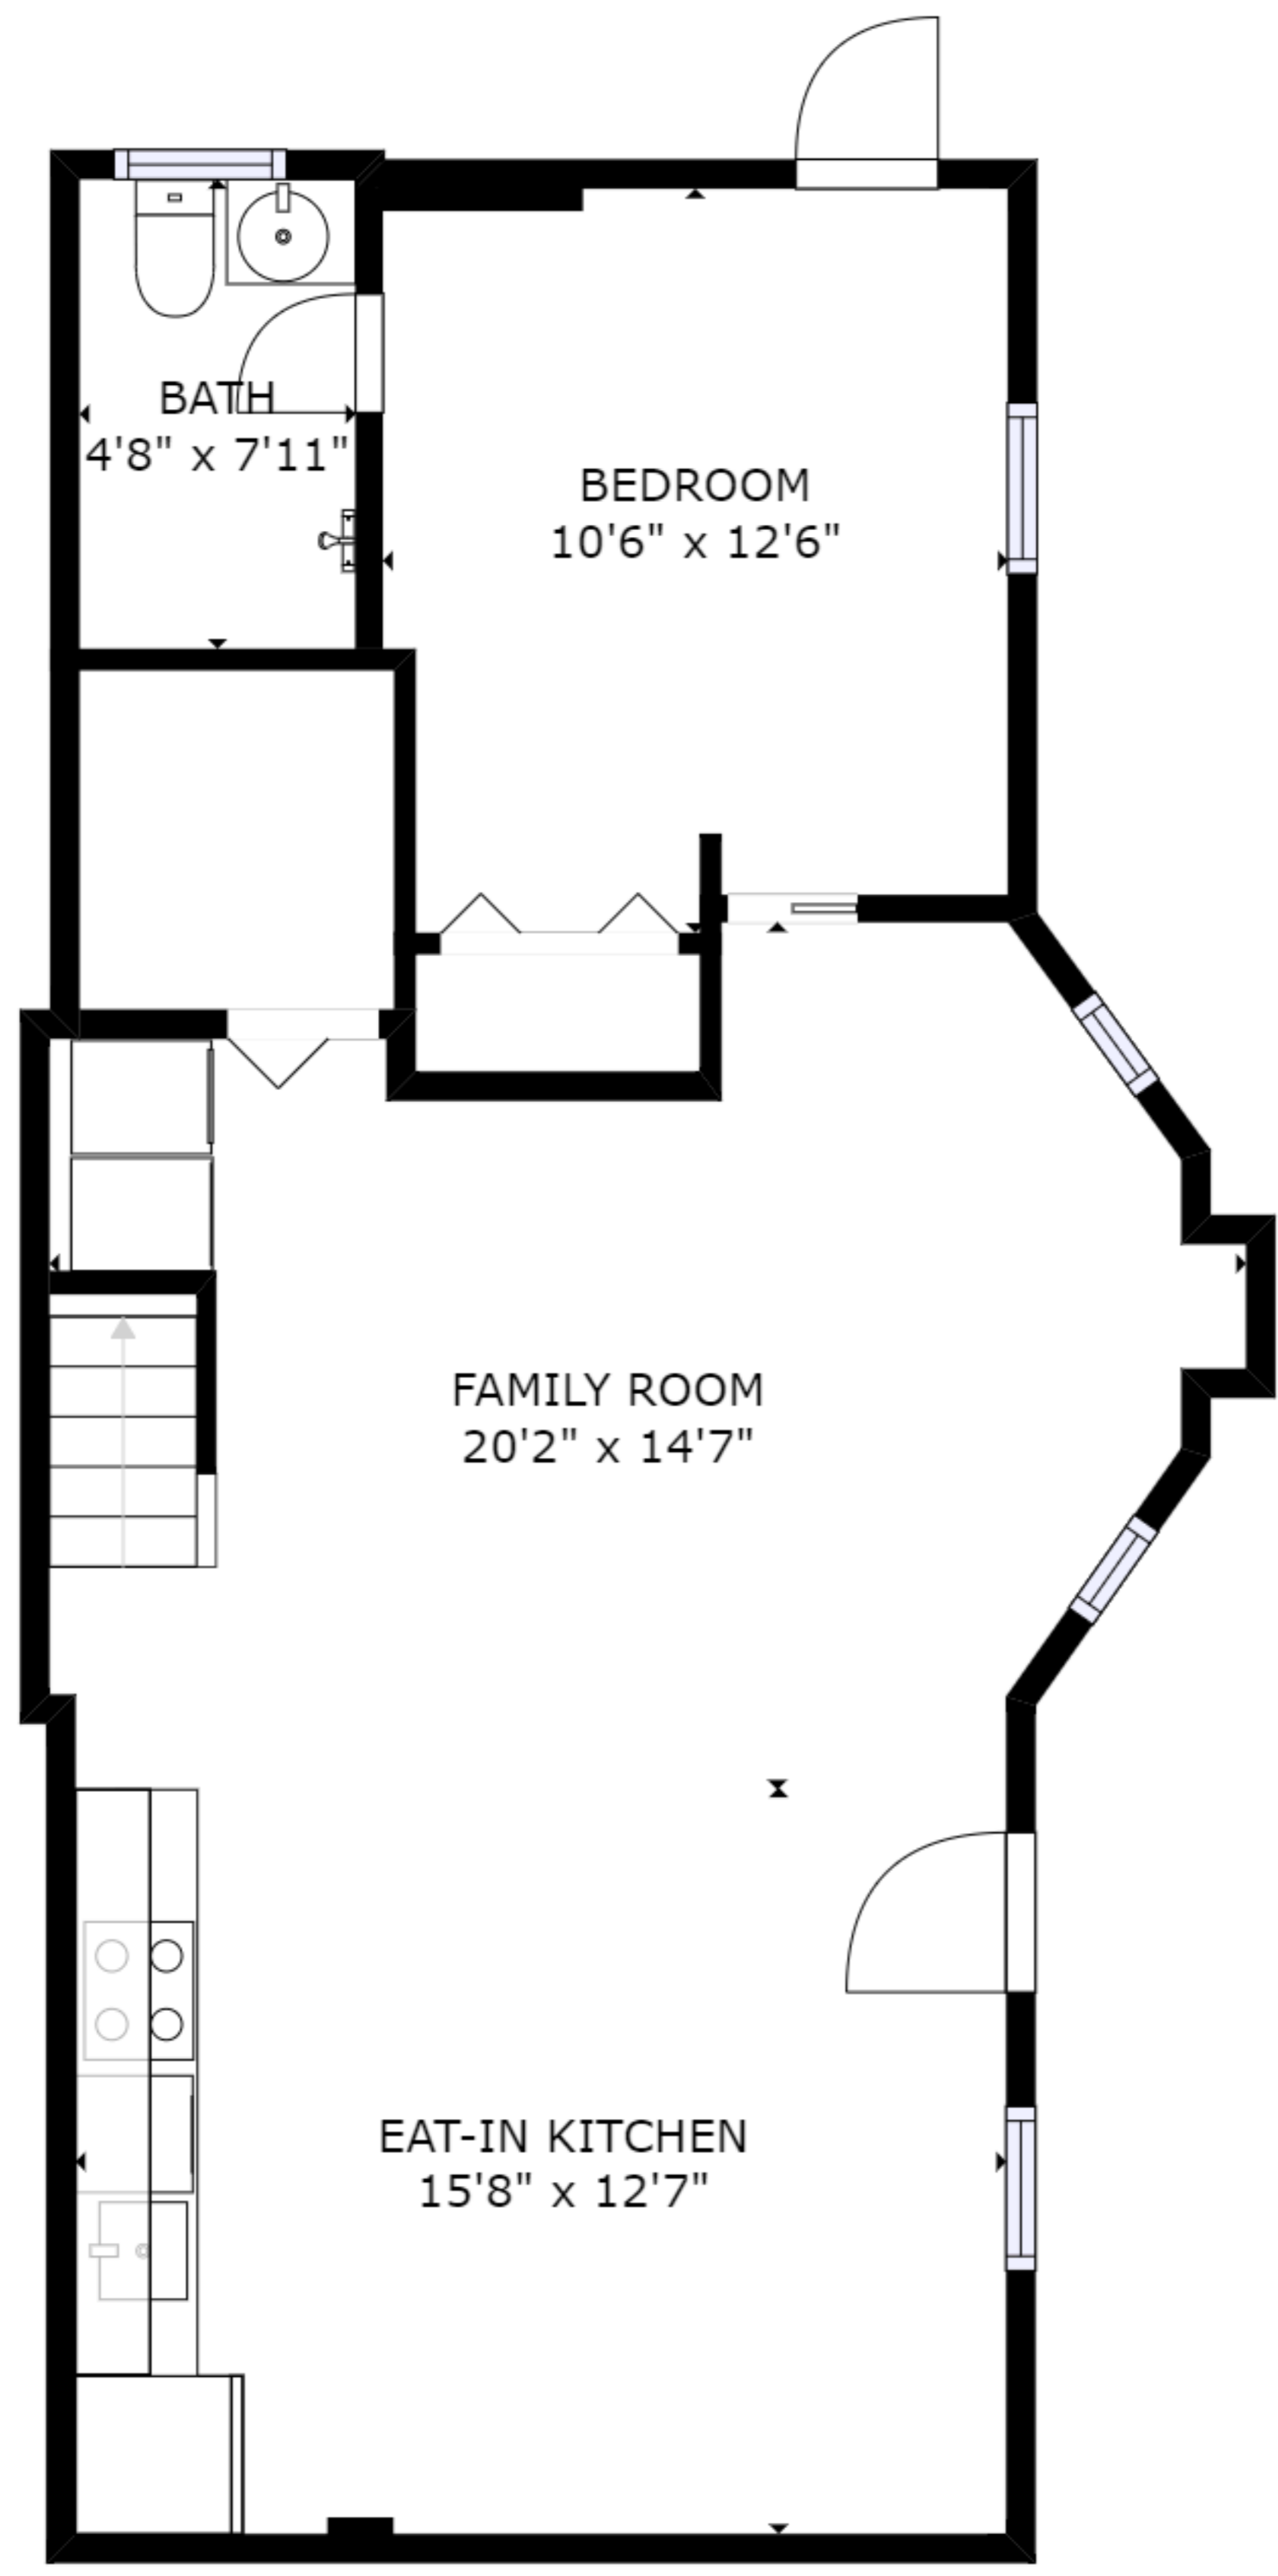 BATH
4'8" x 7'11"
BEDROOM
10'6" x 12'6"
FAMILY ROOM
20'2" x 14'7"
EAT-IN KITCHEN
15'8" x 12'7"